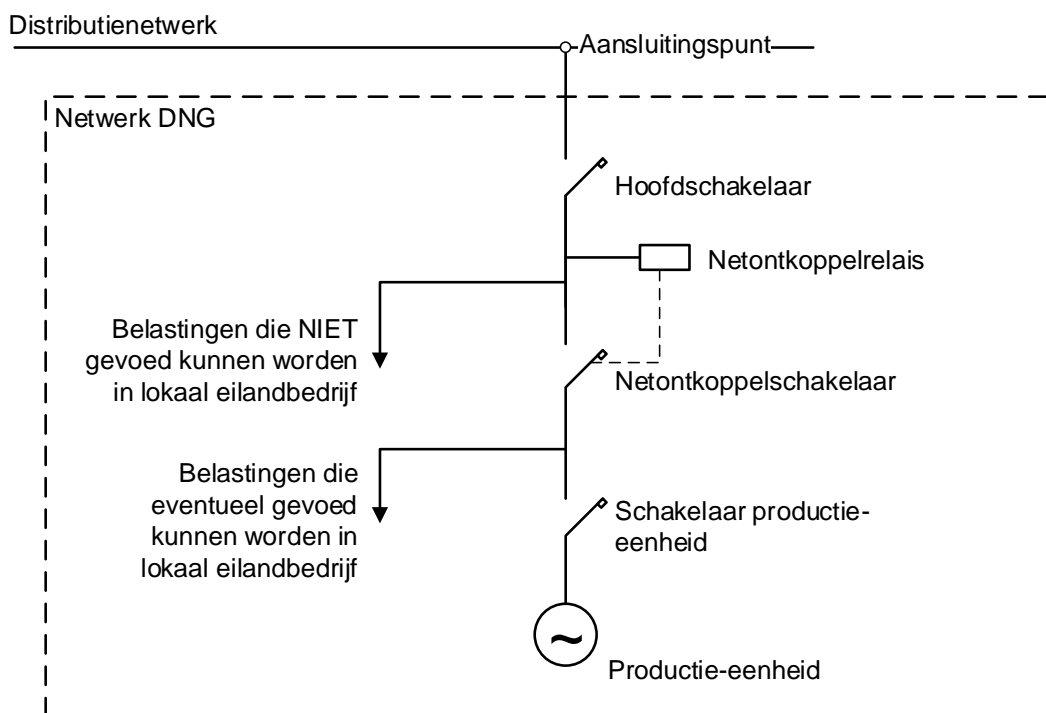 Distributienetwerk
Aansluitingspunt
Netwerk DNG
Hoofdschakelaar
Netontkoppelrelais
Belastingen die NIET
gevoed kunnen worden
in lokaal eilandbedrijf
Netontkoppelschakelaar
Belastingen die
eventueel gevoed
kunnen worden in
lokaal eilandbedrijf
Schakelaar productie-
eenheid
~
Productie-eenheid